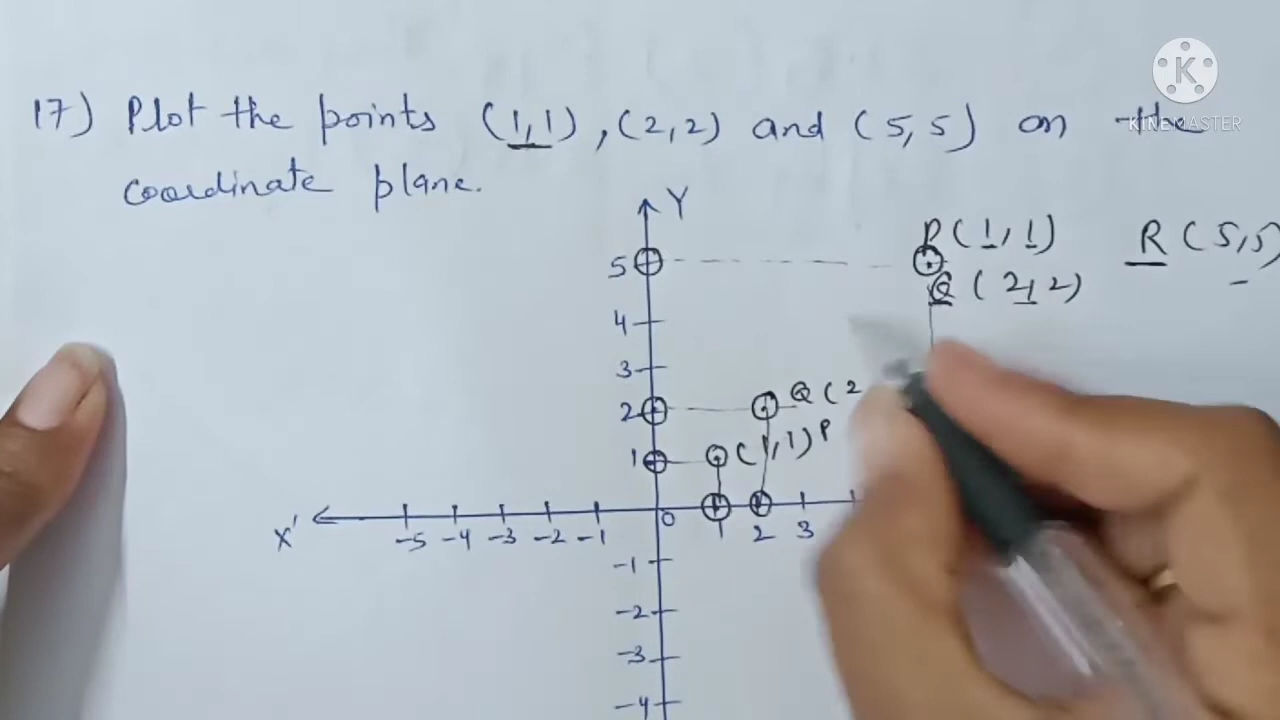 17) Plot the points (1,1), (2,2) and (5,5) on the
coordinate plane.
K
KINEMASTER
Y
P(1,1) R(5,5)
5
Q(2,2)
4
3
2 Q(2
1 (1,1)P
X' -5 -4 -3 -2 -1 0 1 2 3
-1
-2
-3
-4